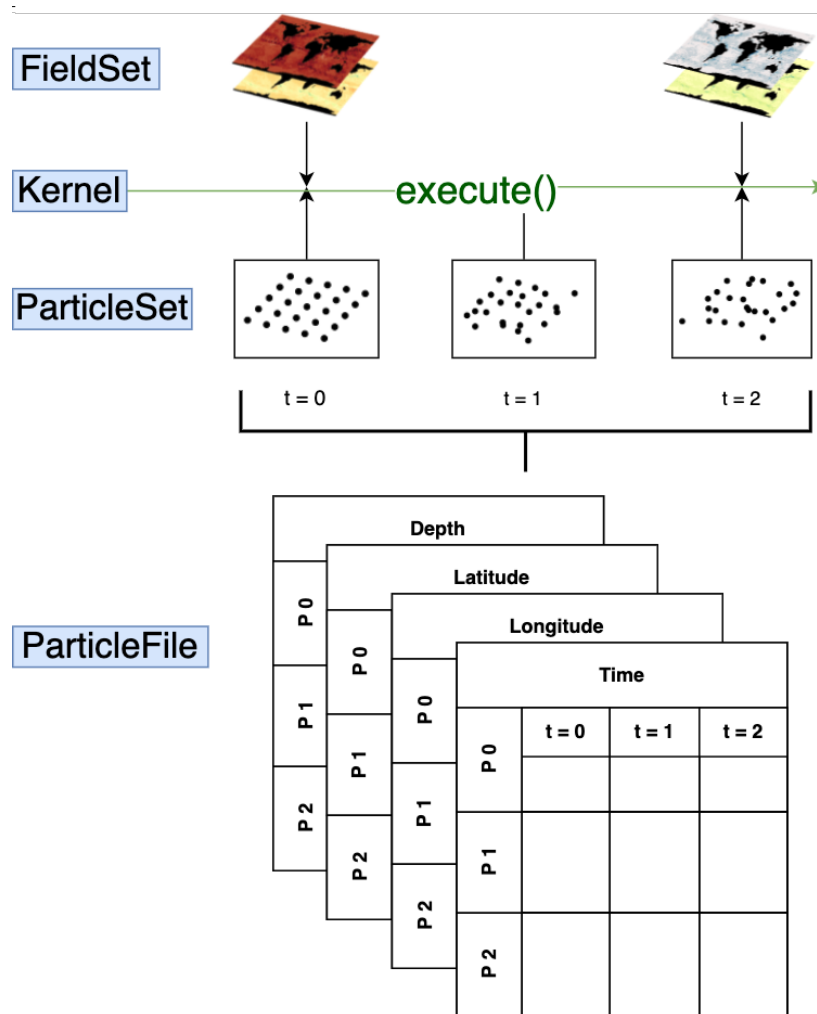 FieldSet
Kernel
execute()
ParticleSet
t = 0
t = 1
t = 2
ParticleFile
Depth
P 0
P 1
P 2
Latitude
P 0
P 1
P 2
Longitude
P 0
P 1
P 2
Time
t = 0
t = 1
t = 2
P 0
P 1
P 2